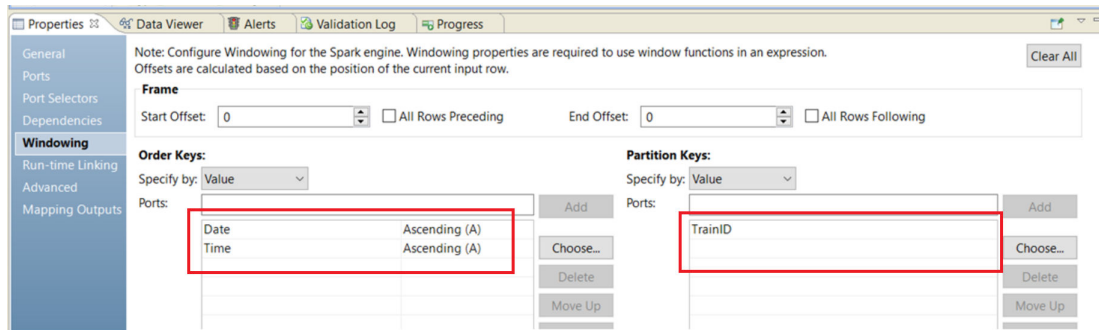 Properties Data Viewer Alerts Validation Log Progress
General
Ports
Port Selectors
Dependencies
Windowing
Run-time Linking
Advanced
Mapping Outputs
Note: Configure Windowing for the Spark engine. Windowing properties are required to use window functions in an expression.
Offsets are calculated based on the position of the current input row.
Clear All
Frame
Start Offset: 0 All Rows Preceding End Offset: 0 All Rows Following
Order Keys:
Specify by: Value
Ports: Add
Date Ascending (A)
Time Ascending (A)
Choose...
Delete
Move Up
Partition Keys:
Specify by: Value
Ports: Add
TrainID
Choose...
Delete
Move Up